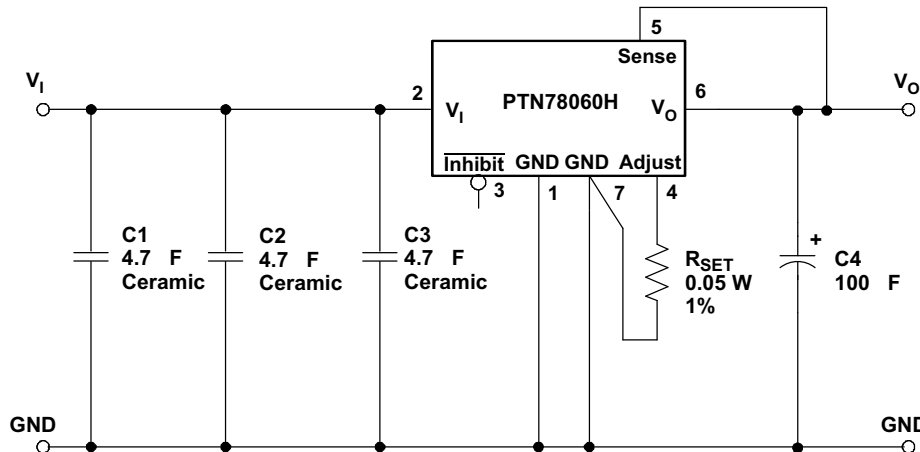 5
Sense
V_I
2
V_I
PTN78060H
V_O
6
V_O
Inhibit
GND
GND
Adjust
3
1
7
4
C1
4.7 F
Ceramic
C2
4.7 F
Ceramic
C3
4.7 F
Ceramic
R_SET
0.05 W
1%
+
C4
100 F
GND
GND